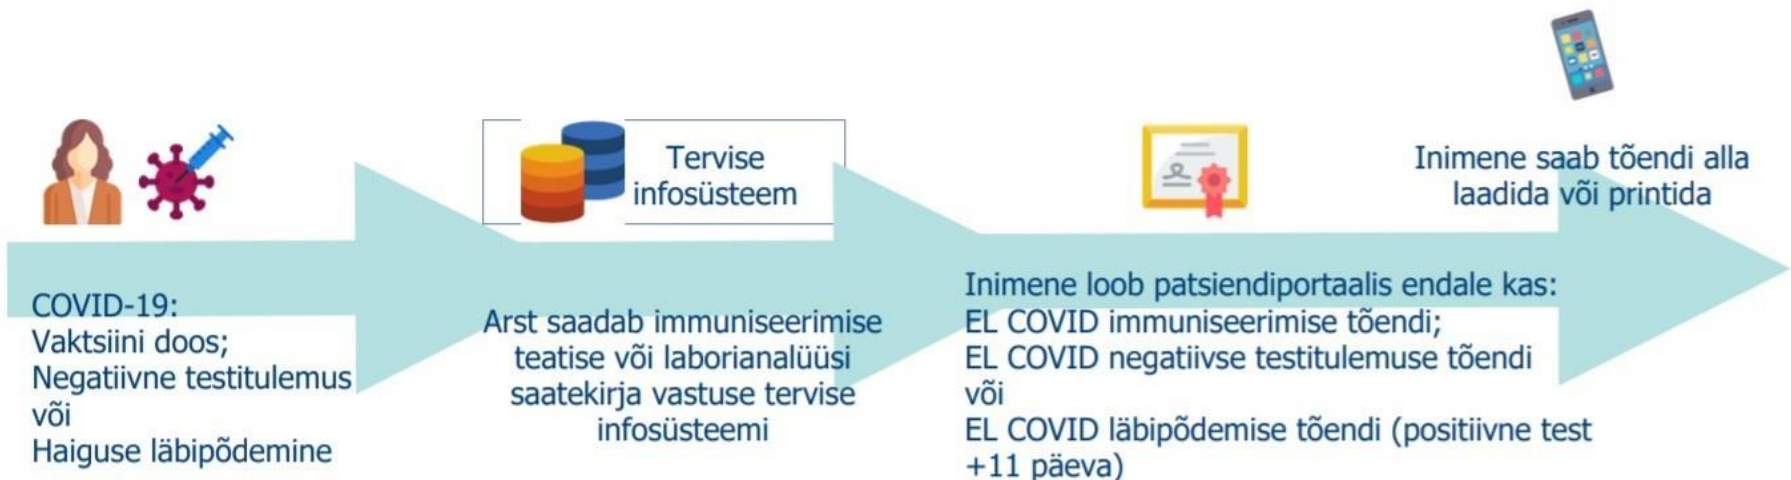 COVID-19:
Vaktsiini doos;
Negatiivne testitulemus
või
Haiguse läbipõdemine
Tervise
infosüsteem
Arst saadab immuniseerimise
teatise või laborianalüüsi
saatekirja vastuse tervise
infosüsteemi
Inimene loob patsiendiportaalis endale kas:
EL COVID immuniseerimise tõendi;
EL COVID negatiivse testitulemuse tõendi
või
EL COVID läbipõdemise tõendi (positiivne test
+11 päeva)
Inimene saab tõendi alla
laadida või printida